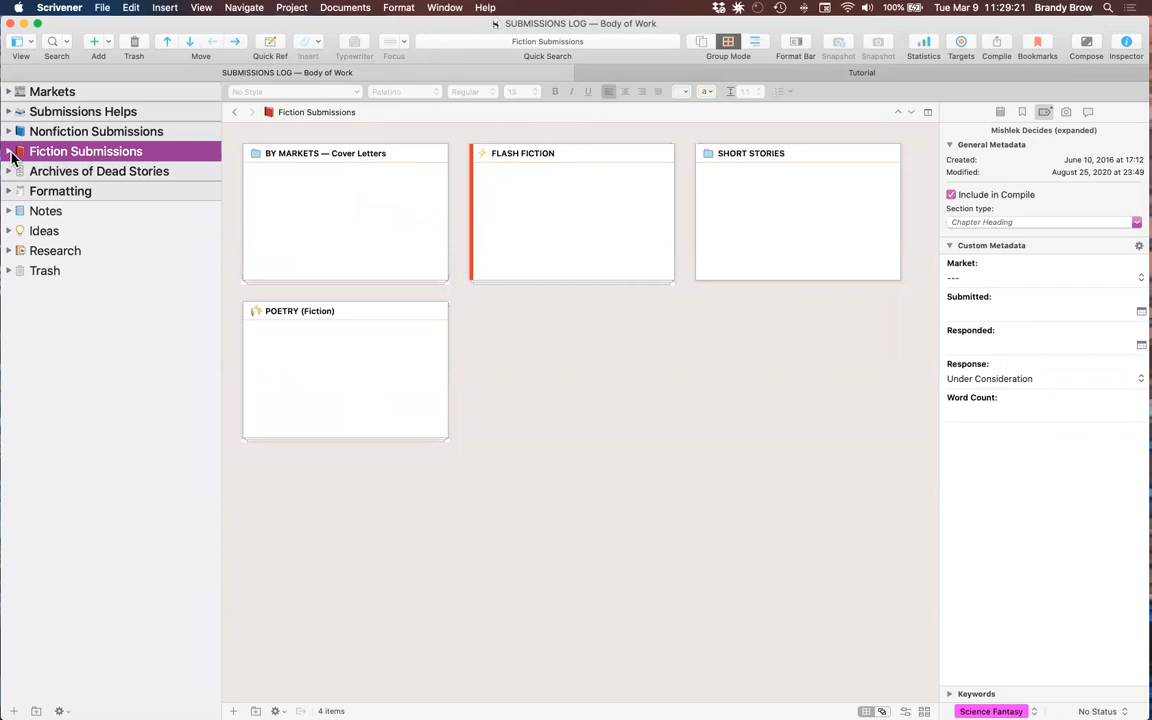 Scrivener File Edit Insert View Navigate Project Documents Format Window Help 100% Tue Mar 9 11:29:21 Brandy Brow
SUBMISSIONS LOG — Body of Work
Fiction Submissions
View Search Add Trash Move Quick Ref Insert Typewriter Focus Quick Search Group Mode Format Bar Snapshot Snapshot Statistics Targets Compile Bookmarks Compose Inspector
SUBMISSIONS LOG — Body of Work Tutorial
No Style Palatino Regular 13 B I U a 1.1
Markets
Submissions Helps
Nonfiction Submissions
Fiction Submissions
Archives of Dead Stories
Formatting
Notes
Ideas
Research
Trash
Fiction Submissions
BY MARKETS — Cover Letters
FLASH FICTION
SHORT STORIES
POETRY (Fiction)
4 items
Mishlek Decides (expanded)
General Metadata
Created: June 10, 2016 at 17:12
Modified: August 25, 2020 at 23:49
Include in Compile
Section type:
Chapter Heading
Custom Metadata
Market:
---
Submitted:
Responded:
Response:
Under Consideration
Word Count:
Keywords
Science Fantasy No Status